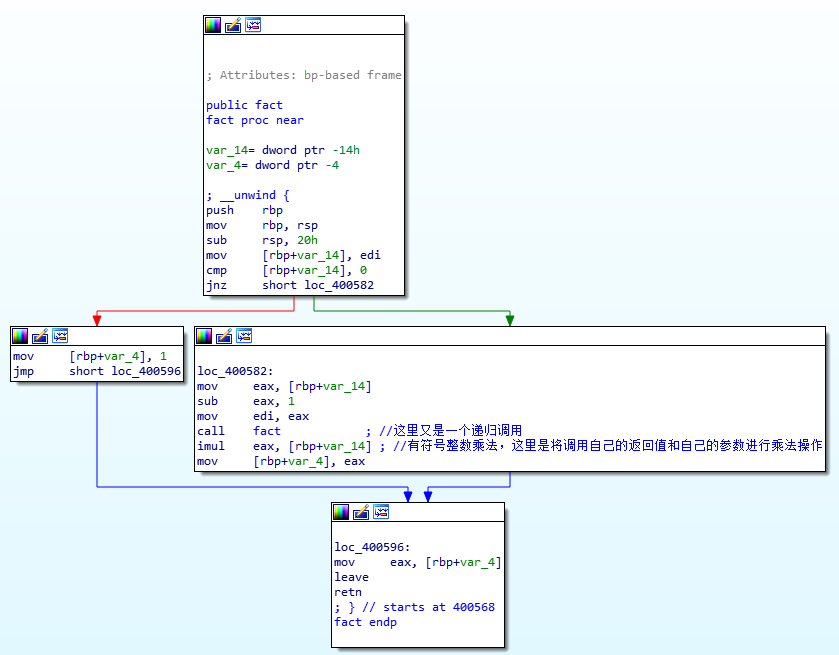 ; Attributes: bp-based frame
public fact
fact proc near
var_14= dword ptr -14h
var_4= dword ptr -4
; __unwind {
push rbp
mov rbp, rsp
sub rsp, 20h
mov [rbp+var_14], edi
cmp [rbp+var_14], 0
jnz short loc_400582
mov [rbp+var_4], 1
jmp short loc_400596
loc_400582:
mov eax, [rbp+var_14]
sub eax, 1
mov edi, eax
call fact ; //这里又是一个递归调用
imul eax, [rbp+var_14] ; //有符号整数乘法，这里是将调用自己的返回值和自己的参数进行乘法操作
mov [rbp+var_4], eax
loc_400596:
mov eax, [rbp+var_4]
leave
retn
; } // starts at 400568
fact endp